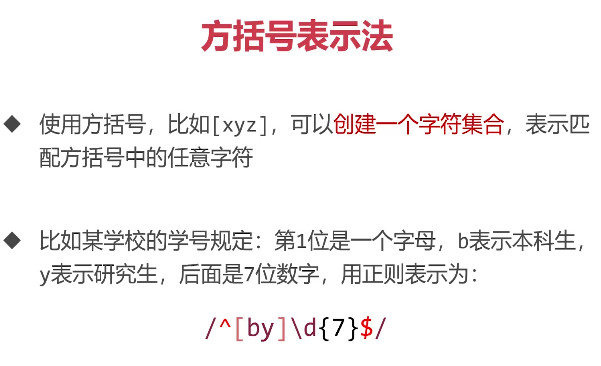 方括号表示法
◆ 使用方括号，比如[xyz]，可以创建一个字符集合，表示匹
配方括号中的任意字符
◆ 比如某学校的学号规定：第1位是一个字母，b表示本科生，
y表示研究生，后面是7位数字，用正则表示为：
/^[by]\d{7}$/